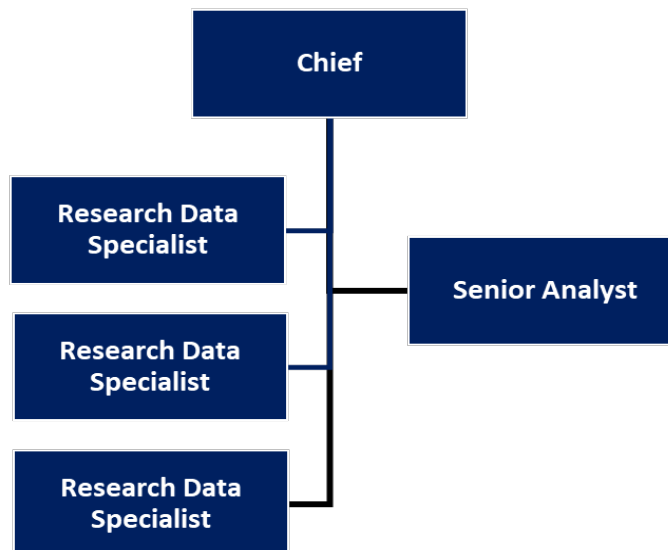 Chief
Research Data
Specialist
Senior Analyst
Research Data
Specialist
Research Data
Specialist